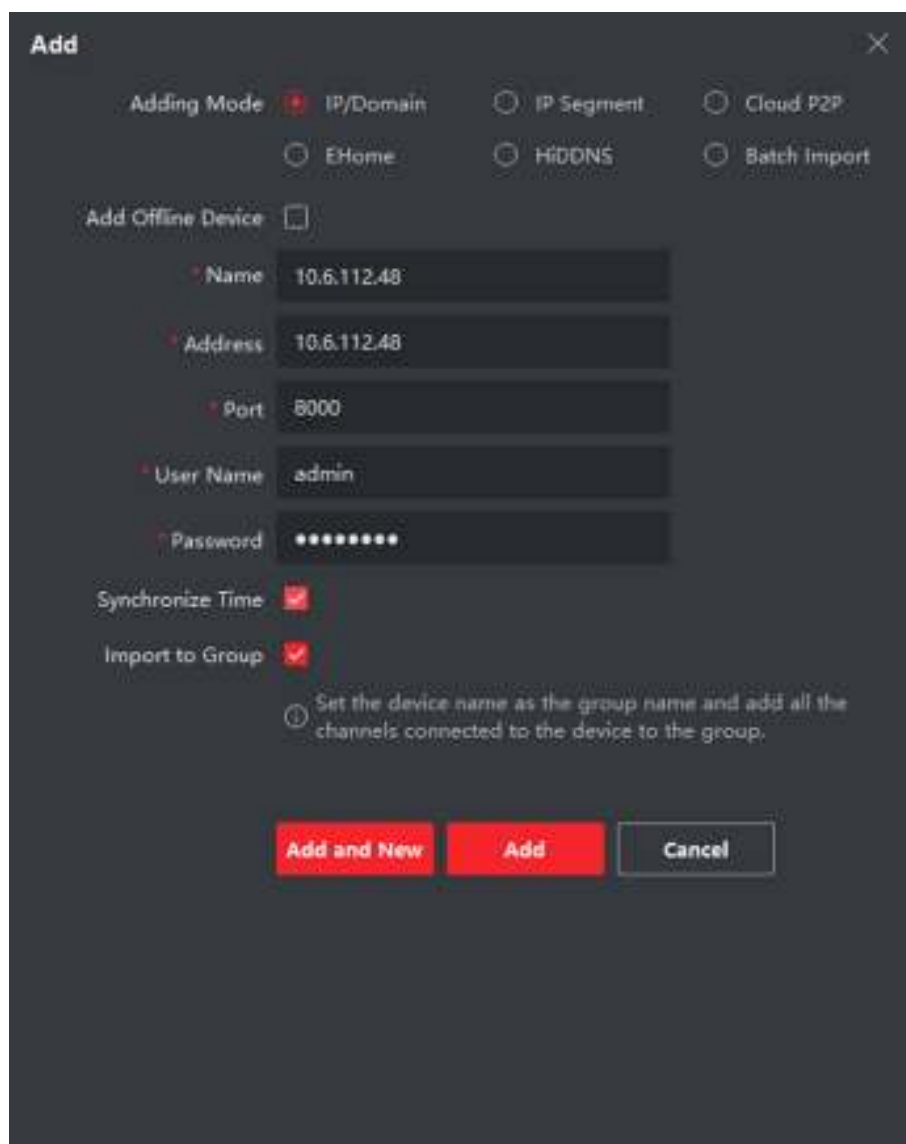 Add
Adding Mode IP/Domain IP Segment Cloud P2P
EHome HiDDNS Batch Import
Add Offline Device
*Name 10.6.112.48
*Address 10.6.112.48
*Port 8000
*User Name admin
*Password ••••••••
Synchronize Time
Import to Group
Set the device name as the group name and add all the
channels connected to the device to the group.
Add and New Add Cancel